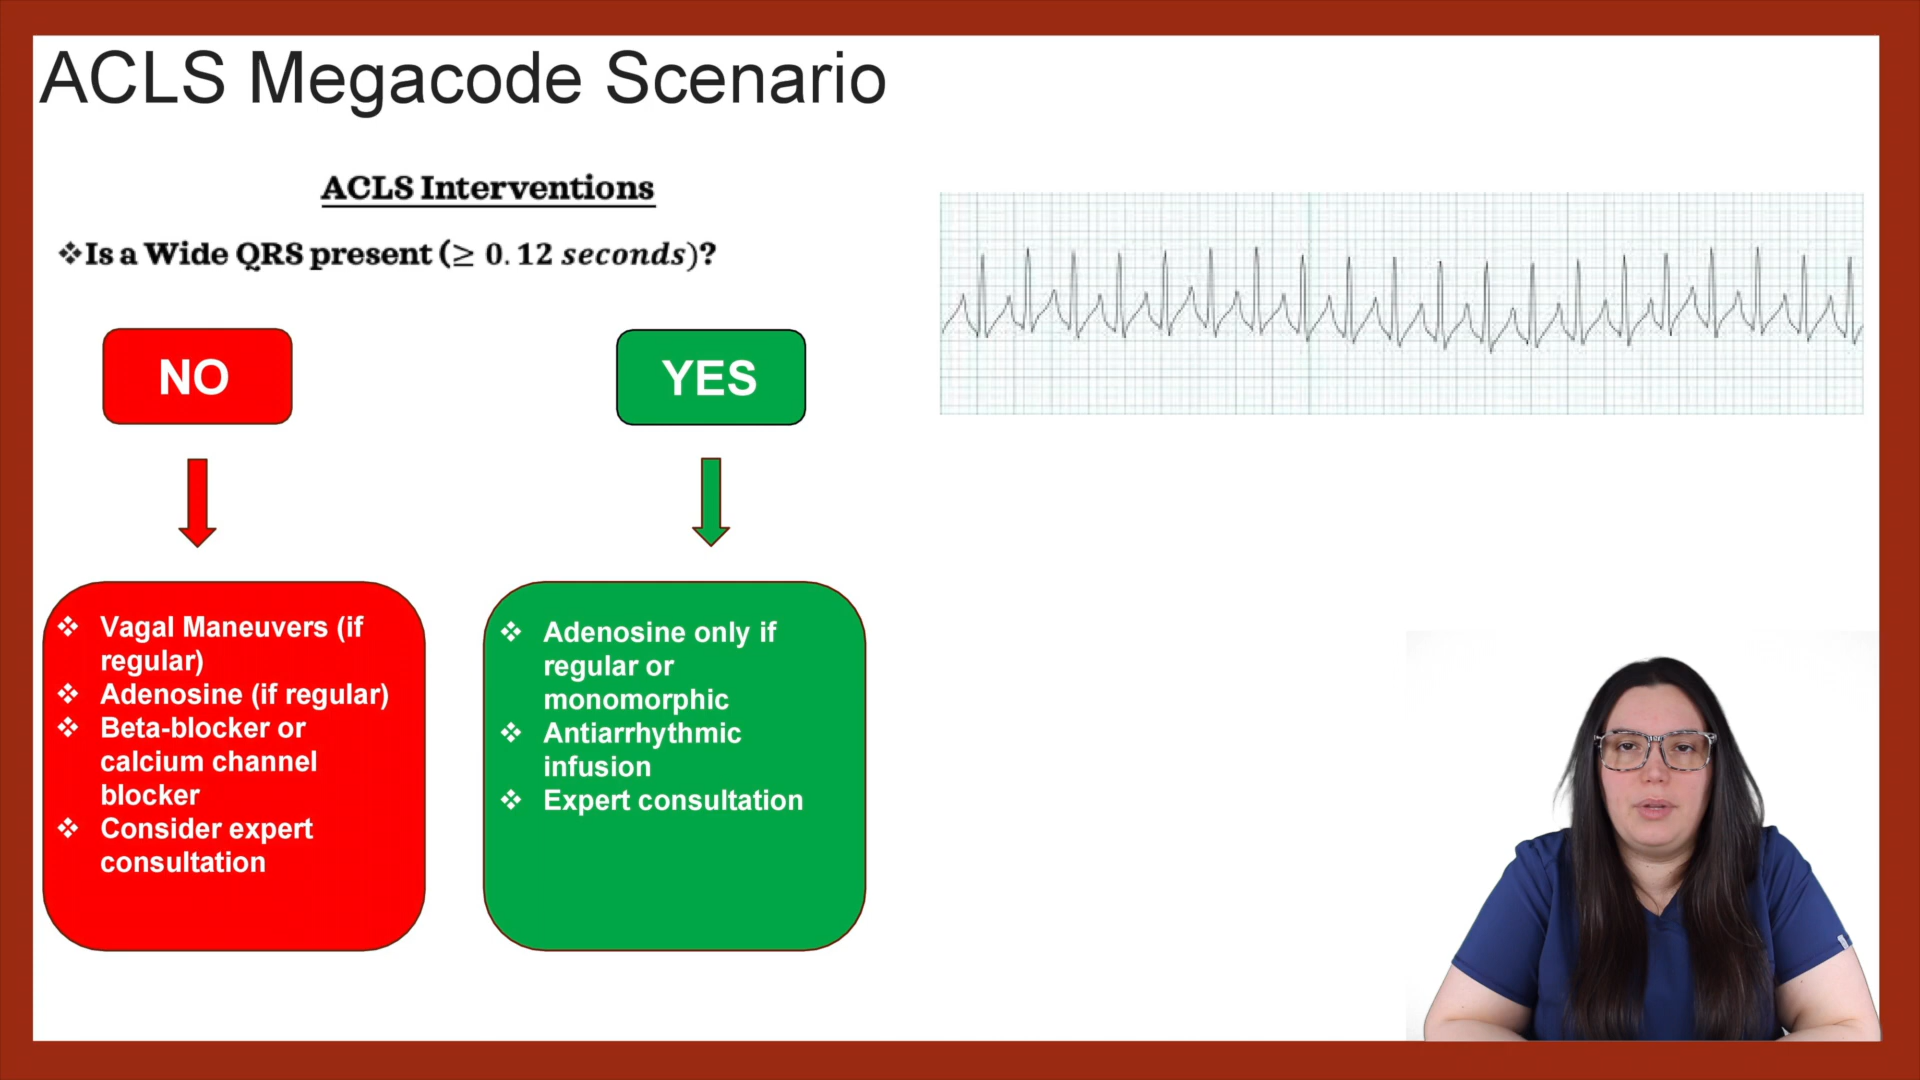 ACLS Megacode Scenario
ACLS Interventions
❖Is a Wide QRS present (≥ 0.12 seconds)?
NO
YES
❖ Vagal Maneuvers (if
regular)
❖ Adenosine (if regular)
❖ Beta-blocker or
calcium channel
blocker
❖ Consider expert
consultation
❖ Adenosine only if
regular or
monomorphic
❖ Antiarrhythmic
infusion
❖ Expert consultation